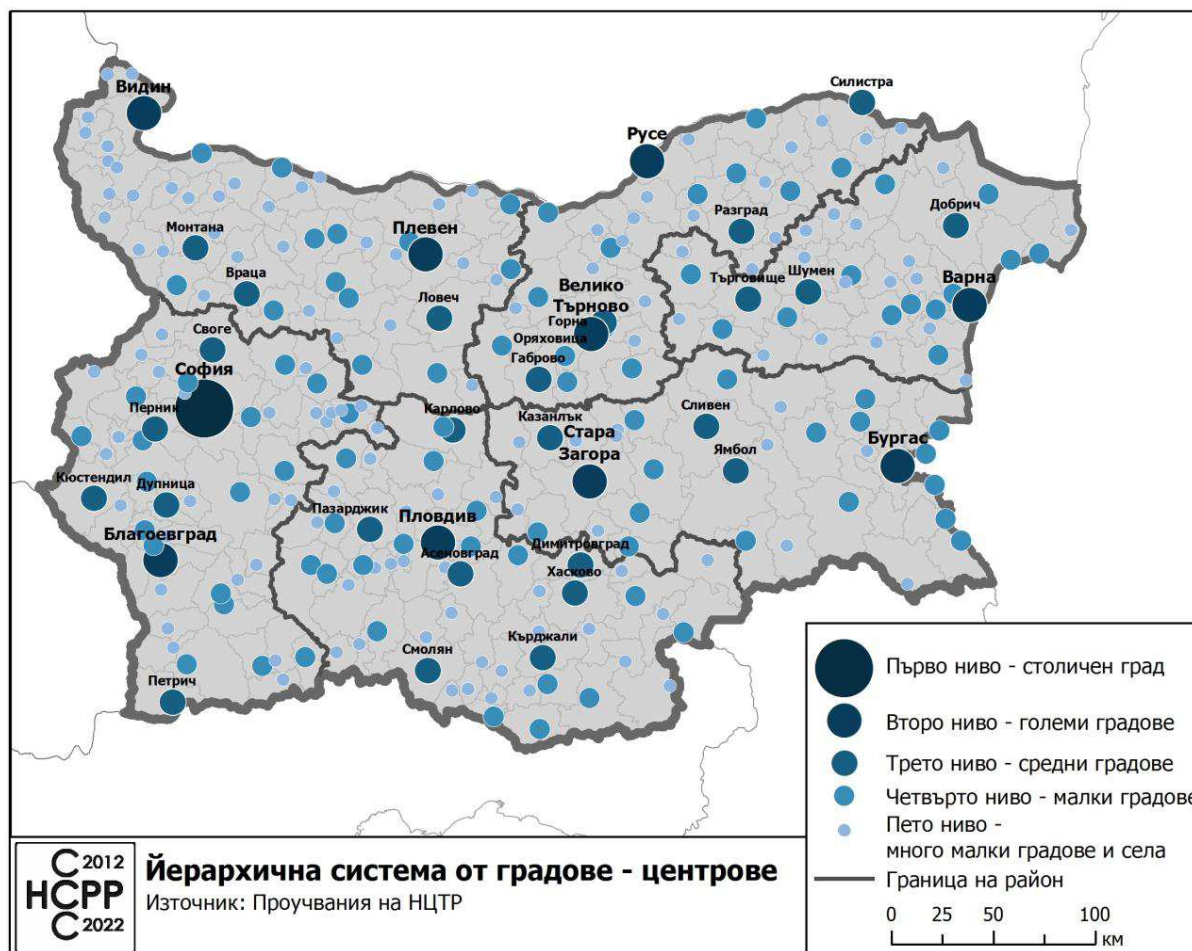 Видин
Силистра
Русе
Монтана
Плевен
Разград
Добрич
Враца
Ловеч
Велико
Търново
Търговище
Шумен
Варна
Своге
Горна
Оряховица
София
Габрово
Перник
Карлово
Казанлък
Сливен
Стара
Загора
Бургас
Ямбол
Кюстендил
Дупница
Пазарджик
Пловдив
Благоевград
Асеновград
Димитровград
Хасково
Смолян
Кърджали
Петрич
Първо ниво - столичен град
Второ ниво - големи градове
Трето ниво - средни градове
Четвърто ниво - малки градове
Пето ниво -
много малки градове и села
Граница на район
0 25 50 100
км
С 2012
НСРР
С 2022
Йерархична система от градове - центрове
Източник: Проучвания на НЦТР